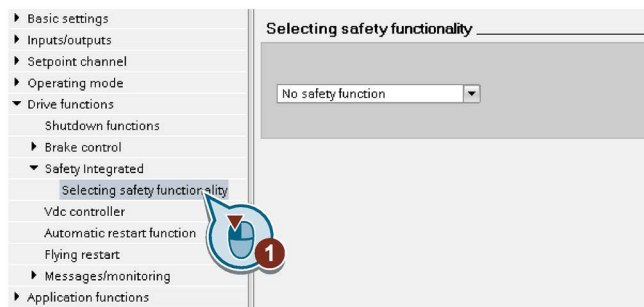 Basic settings
Inputs/outputs
Setpoint channel
Operating mode
Drive functions
Shutdown functions
Brake control
Safety Integrated
Selecting safety functionality
Vdc controller
Automatic restart function
Flying restart
Messages/monitoring
Application functions
1
Selecting safety functionality
No safety function